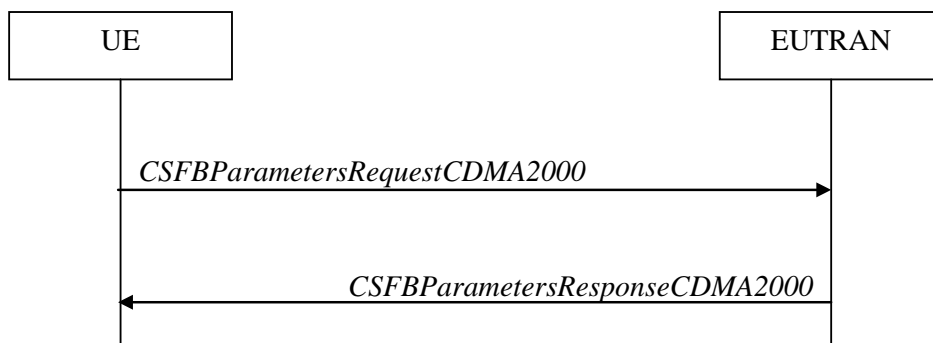 UE
EUTRAN
CSFBParametersRequestCDMA2000
CSFBParametersResponseCDMA2000